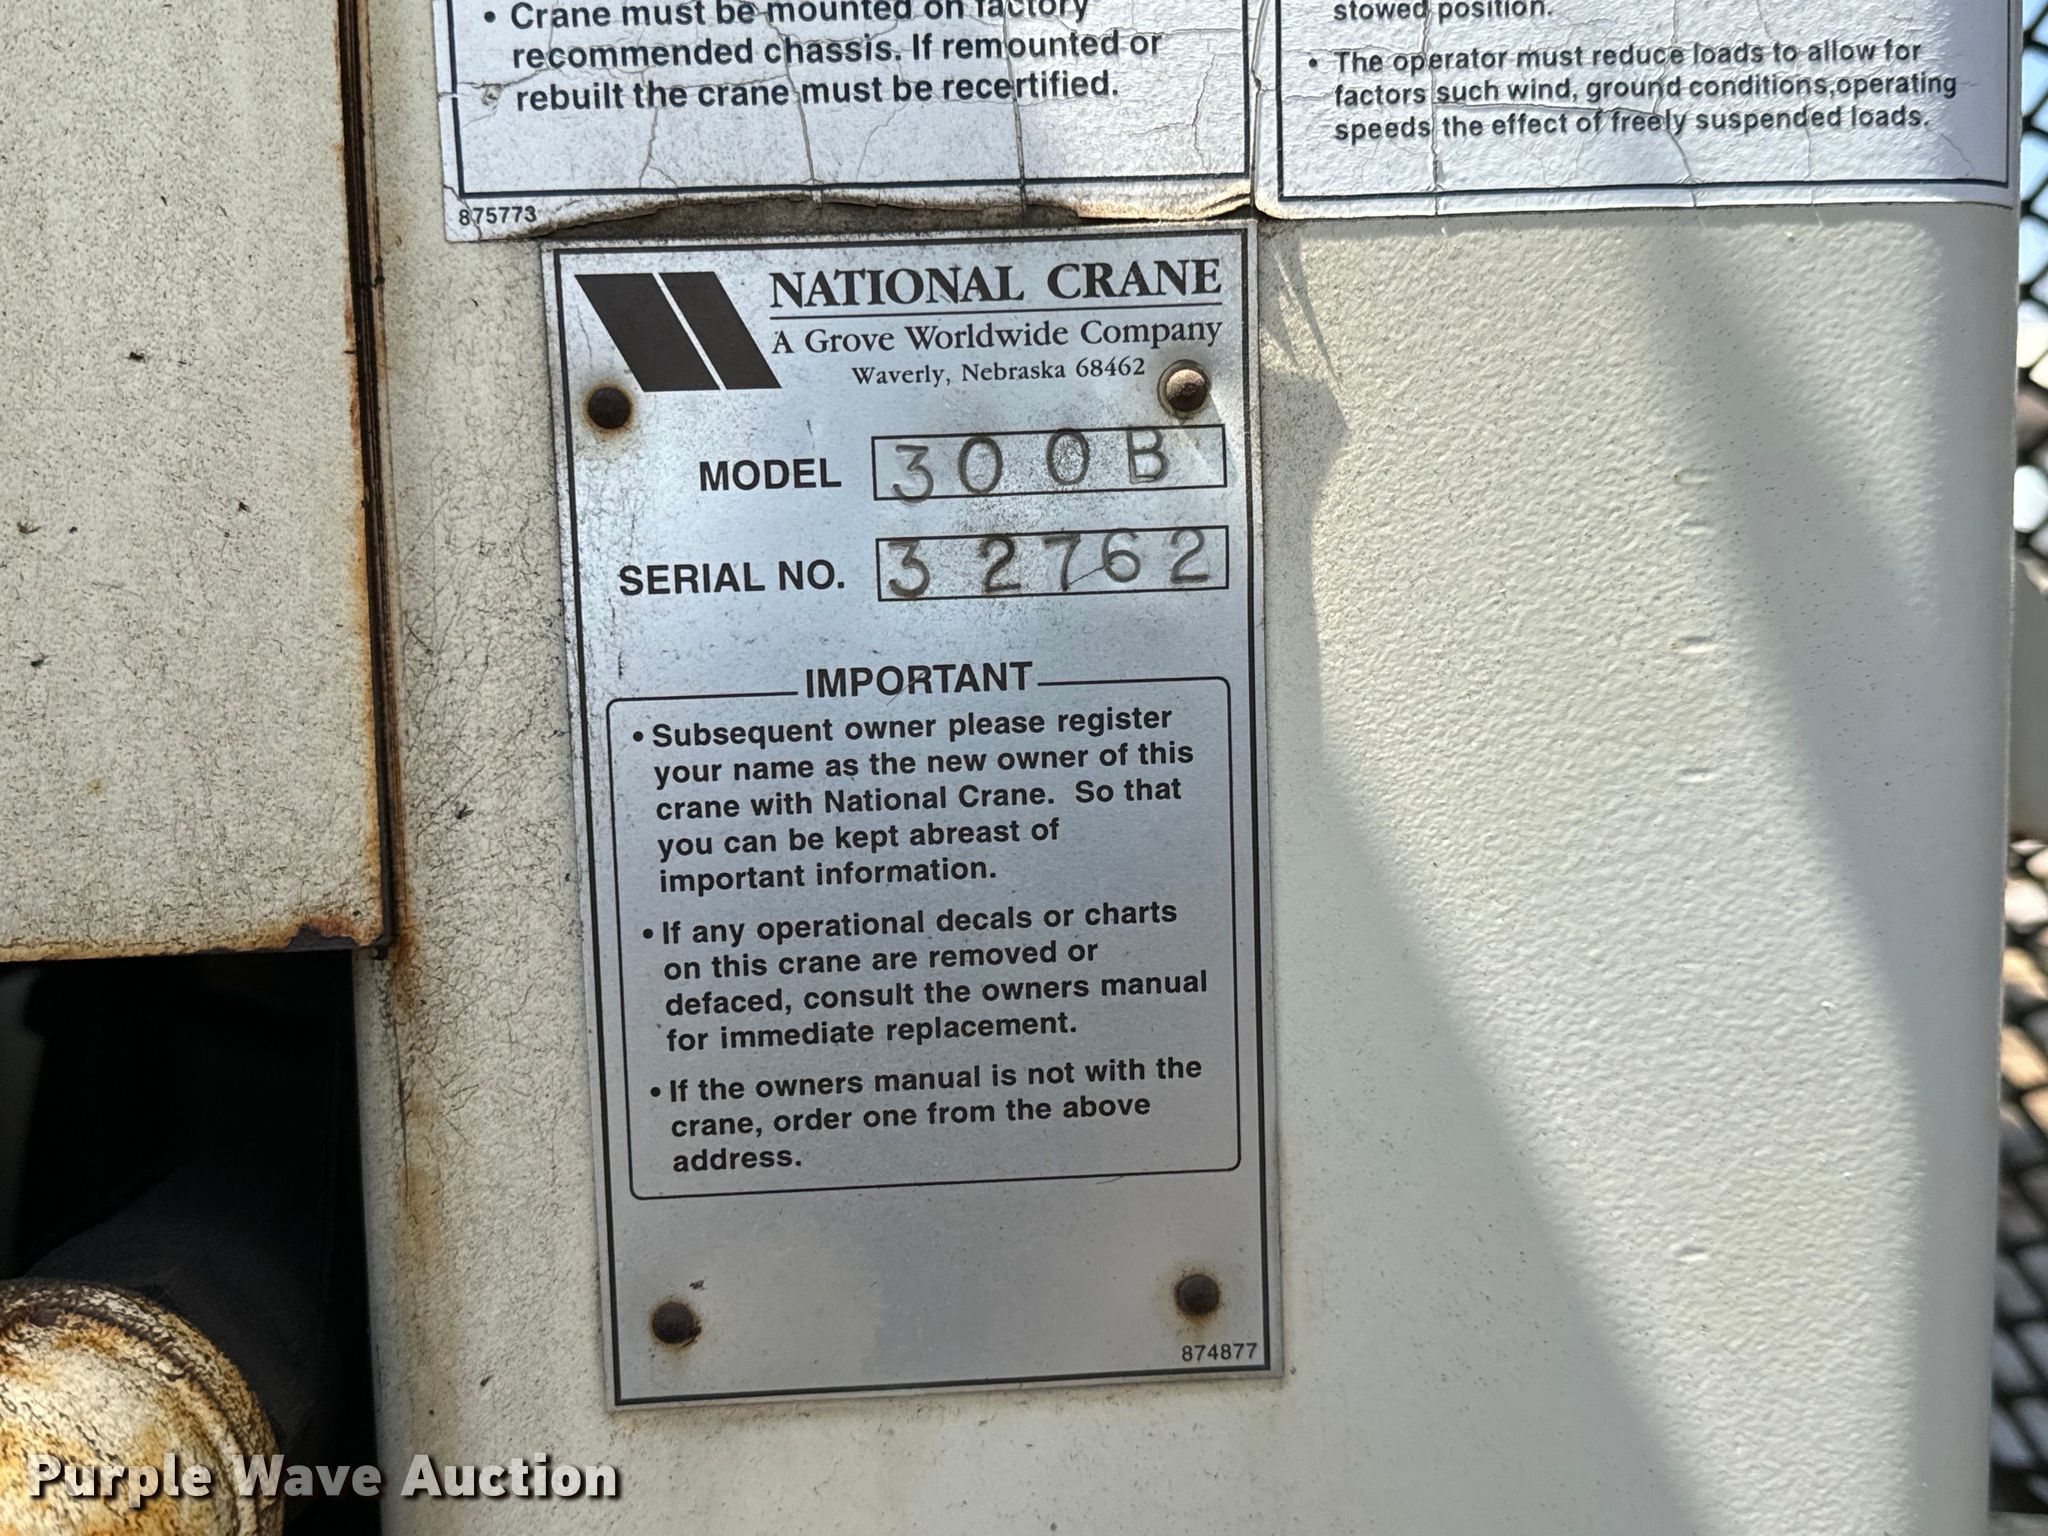 • Crane must be mounted on factory
recommended chassis. If remounted or
rebuilt the crane must be recertified.
875773
stowed position.
• The operator must reduce loads to allow for
factors such wind, ground conditions,operating
speeds the effect of freely suspended loads.
NATIONAL CRANE
A Grove Worldwide Company
Waverly, Nebraska 68462
MODEL 300B
SERIAL NO. 32762
IMPORTANT
• Subsequent owner please register
your name as the new owner of this
crane with National Crane. So that
you can be kept abreast of
important information.
• If any operational decals or charts
on this crane are removed or
defaced, consult the owners manual
for immediate replacement.
• If the owners manual is not with the
crane, order one from the above
address.
874877
Purple Wave Auction